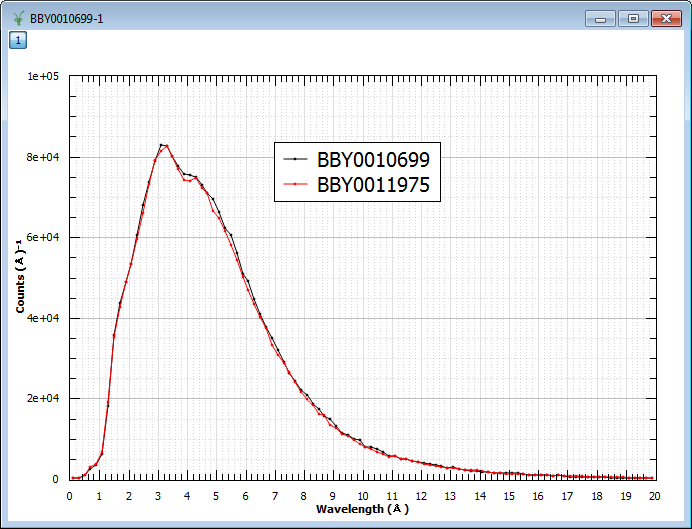 BBY0010699-1
1
1e+05
8e+04
6e+04
4e+04
2e+04
0
Counts (Å)⁻¹
BBY0010699
BBY0011975
0 1 2 3 4 5 6 7 8 9 10 11 12 13 14 15 16 17 18 19 20
Wavelength (Å)